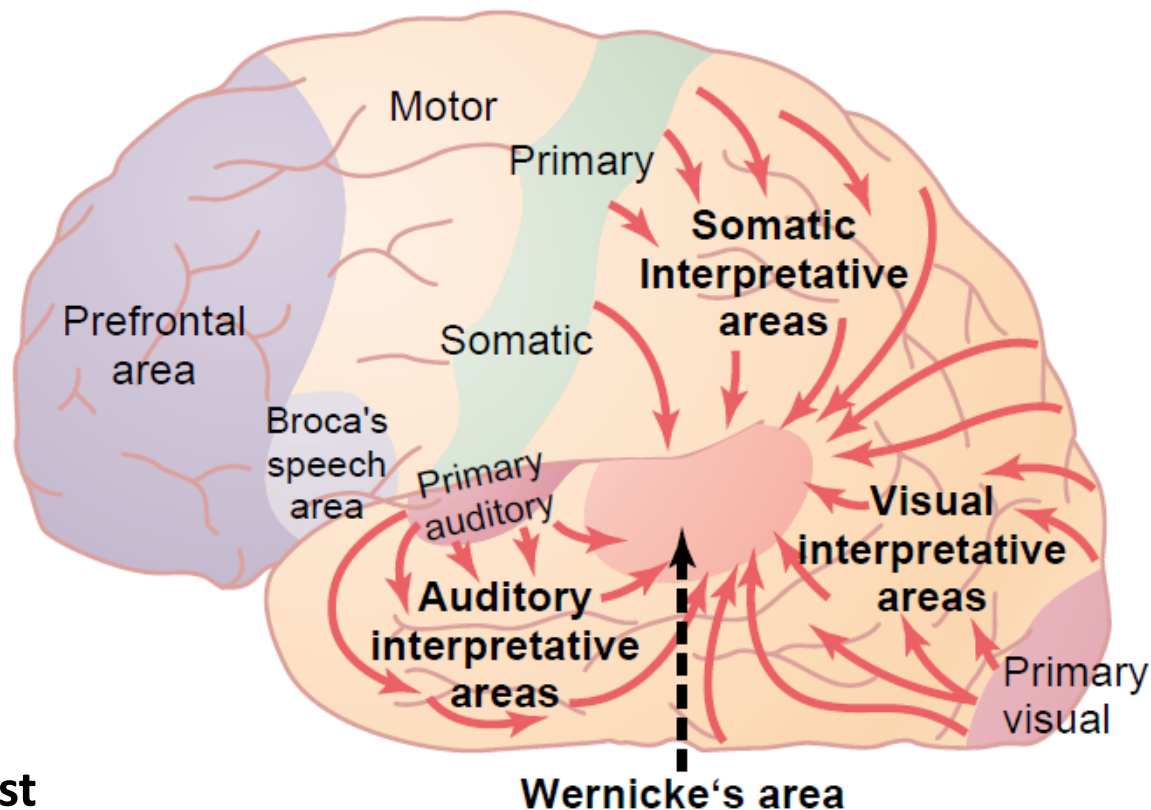 Motor
Primary
Somatic
Interpretative
areas
Prefrontal
area
Somatic
Broca's
speech
area
Primary
auditory
Auditory
interpretative
areas
Visual
interpretative
areas
Primary
visual
st
Wernicke‘s area